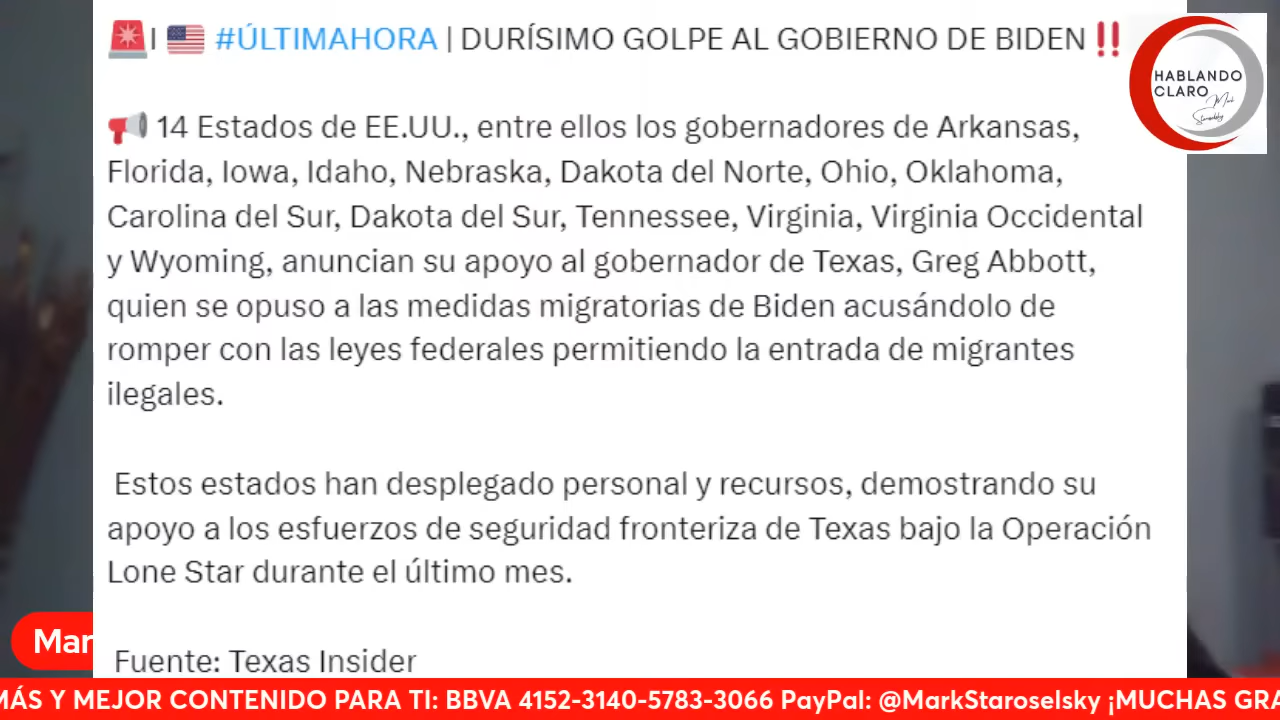 🚨| 🇺🇸 #ÚLTIMAHORA | DURÍSIMO GOLPE AL GOBIERNO DE BIDEN‼️
HABLANDO
CLARO
Mark
Staroselsky
📢 14 Estados de EE.UU., entre ellos los gobernadores de Arkansas,
Florida, Iowa, Idaho, Nebraska, Dakota del Norte, Ohio, Oklahoma,
Carolina del Sur, Dakota del Sur, Tennessee, Virginia, Virginia Occidental
y Wyoming, anuncian su apoyo al gobernador de Texas, Greg Abbott,
quien se opuso a las medidas migratorias de Biden acusándolo de
romper con las leyes federales permitiendo la entrada de migrantes
ilegales.
Estos estados han desplegado personal y recursos, demostrando su
apoyo a los esfuerzos de seguridad fronteriza de Texas bajo la Operación
Lone Star durante el último mes.
Fuente: Texas Insider
Mar
MÁS Y MEJOR CONTENIDO PARA TI: BBVA 4152-3140-5783-3066 PayPal: @MarkStaroselsky ¡MUCHAS GRA